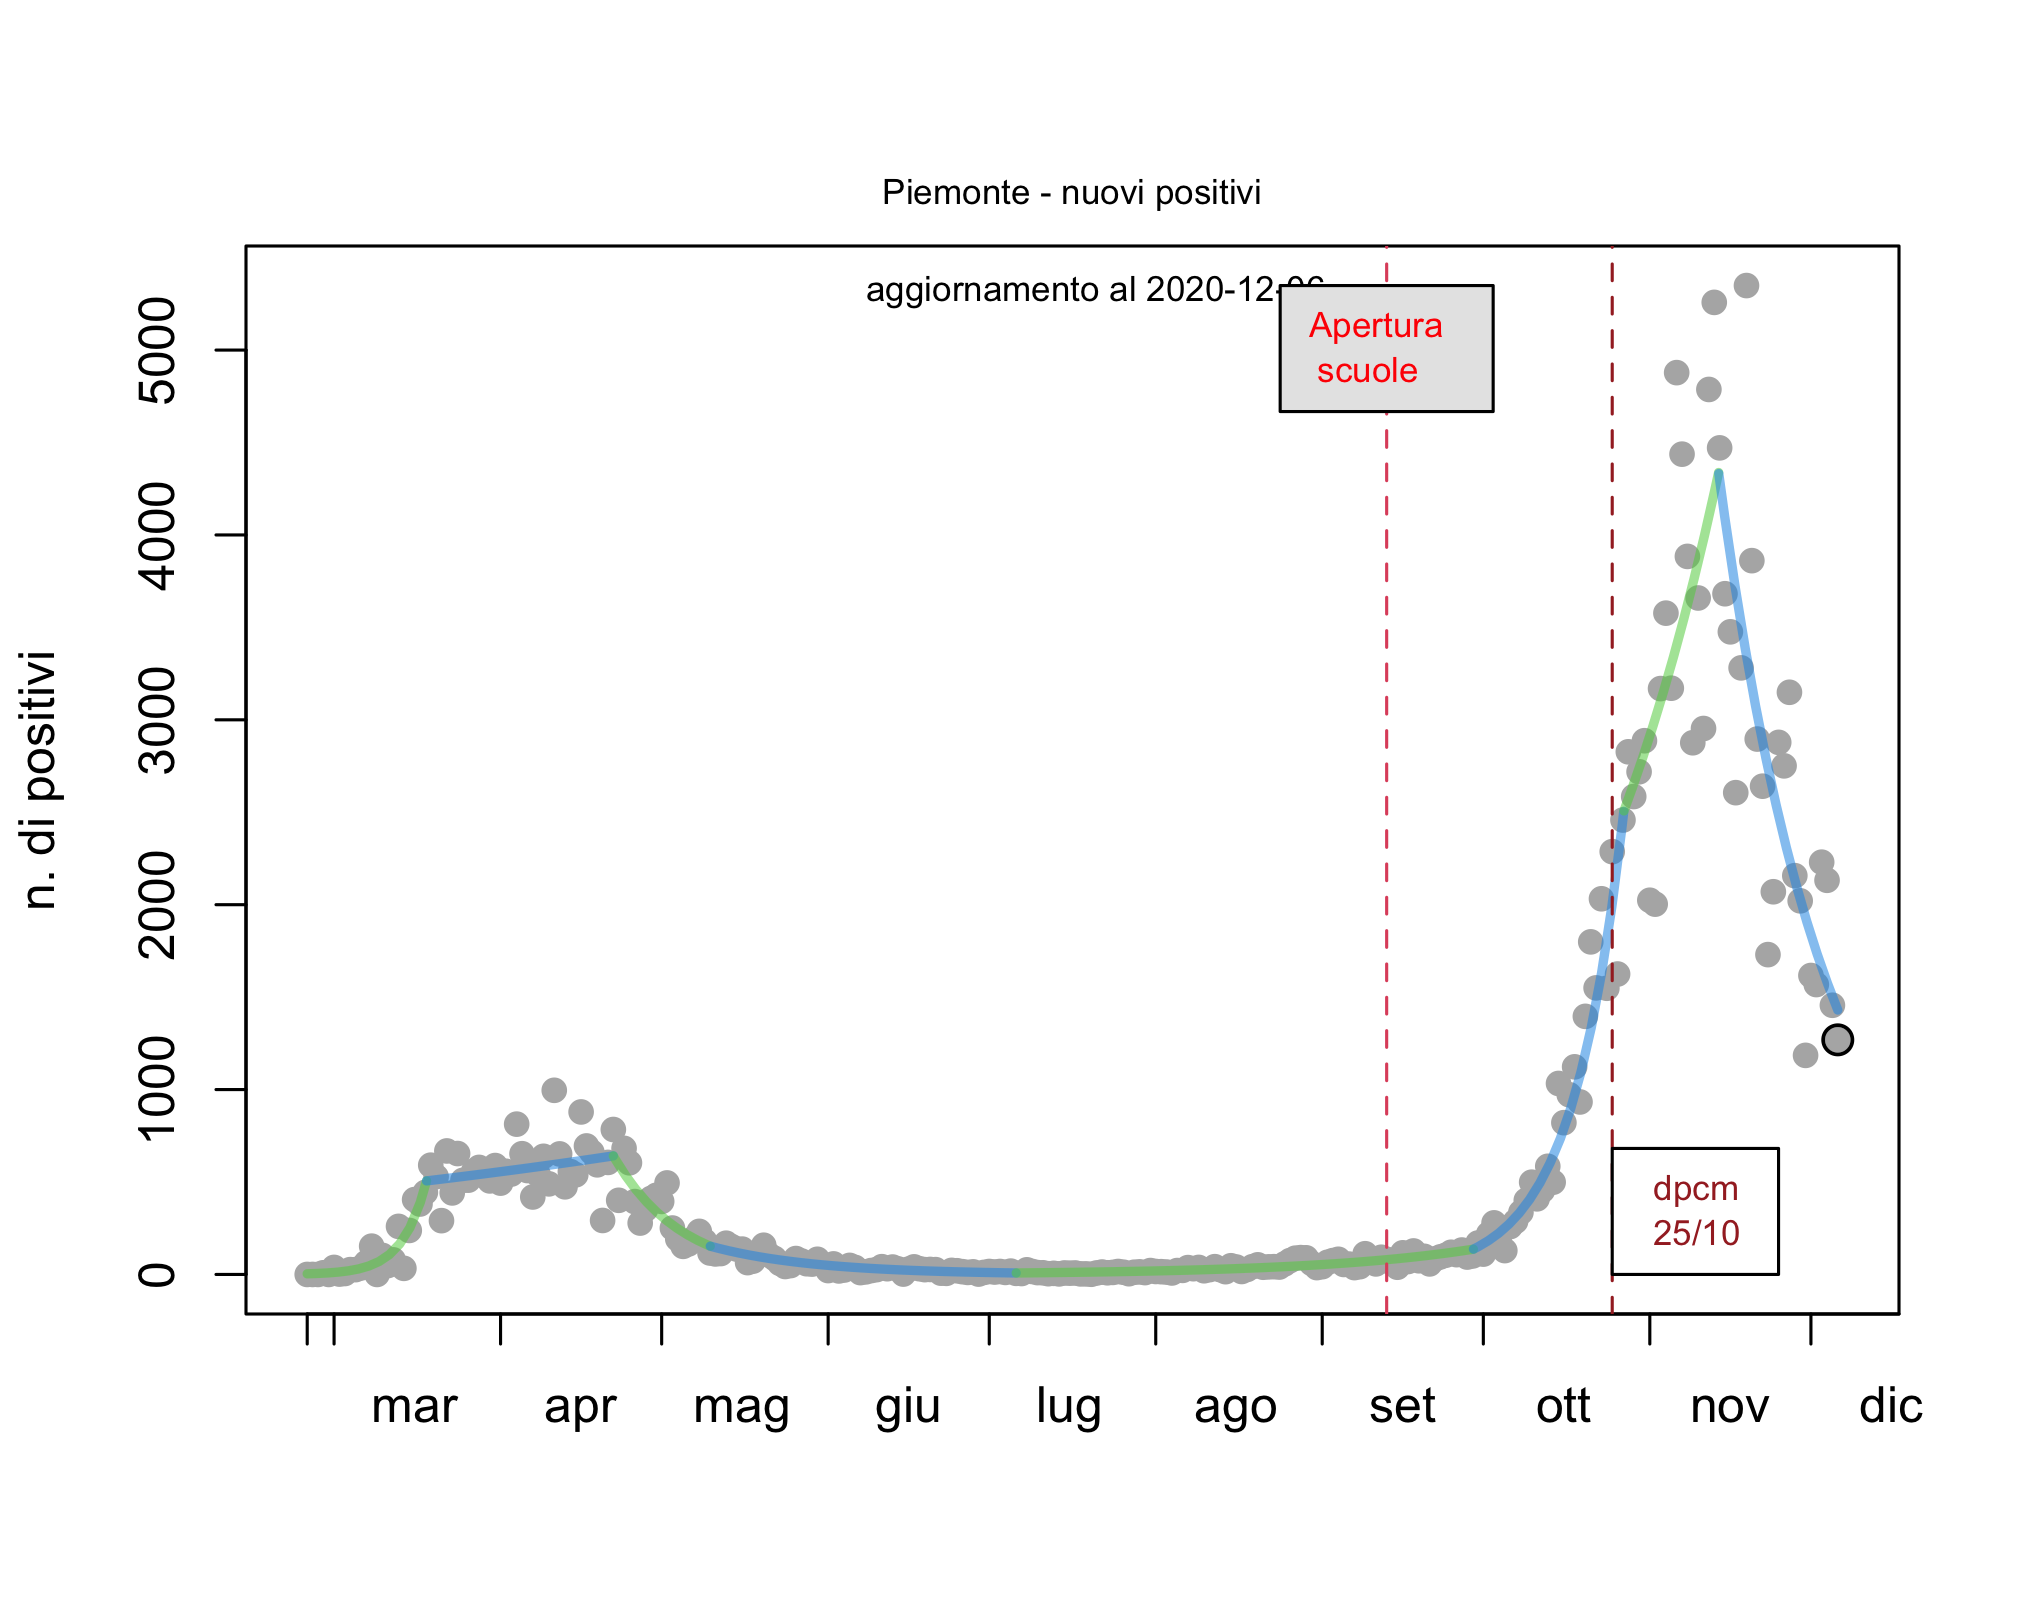 Piemonte - nuovi positivi
aggiornamento al 2020-12-06
Apertura
scuole
5000
4000
3000
2000
1000
0
n. di positivi
dpcm
25/10
mar apr mag giu lug ago set ott nov dic